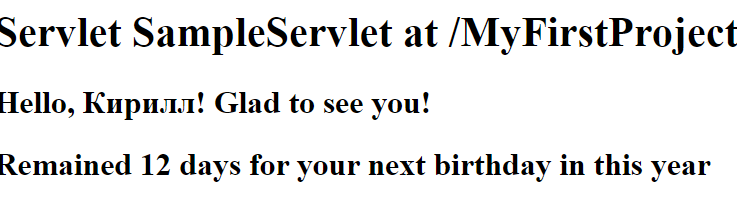 Servlet SampleServlet at /MyFirstProject
Hello, Кирилл! Glad to see you!
Remained 12 days for your next birthday in this year